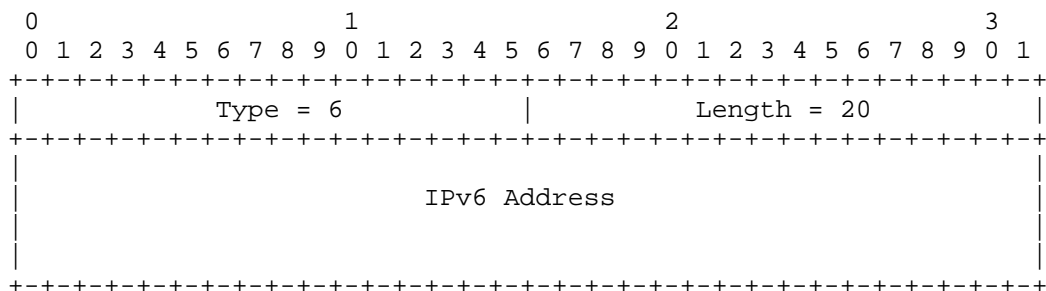 0                   1                   2                   3
 0 1 2 3 4 5 6 7 8 9 0 1 2 3 4 5 6 7 8 9 0 1 2 3 4 5 6 7 8 9 0 1
+-+-+-+-+-+-+-+-+-+-+-+-+-+-+-+-+-+-+-+-+-+-+-+-+-+-+-+-+-+-+-+-+
|            Type = 6           |          Length = 20          |
+-+-+-+-+-+-+-+-+-+-+-+-+-+-+-+-+-+-+-+-+-+-+-+-+-+-+-+-+-+-+-+-+
|                                                               |
|                         IPv6 Address                          |
|                                                               |
|                                                               |
+-+-+-+-+-+-+-+-+-+-+-+-+-+-+-+-+-+-+-+-+-+-+-+-+-+-+-+-+-+-+-+-+